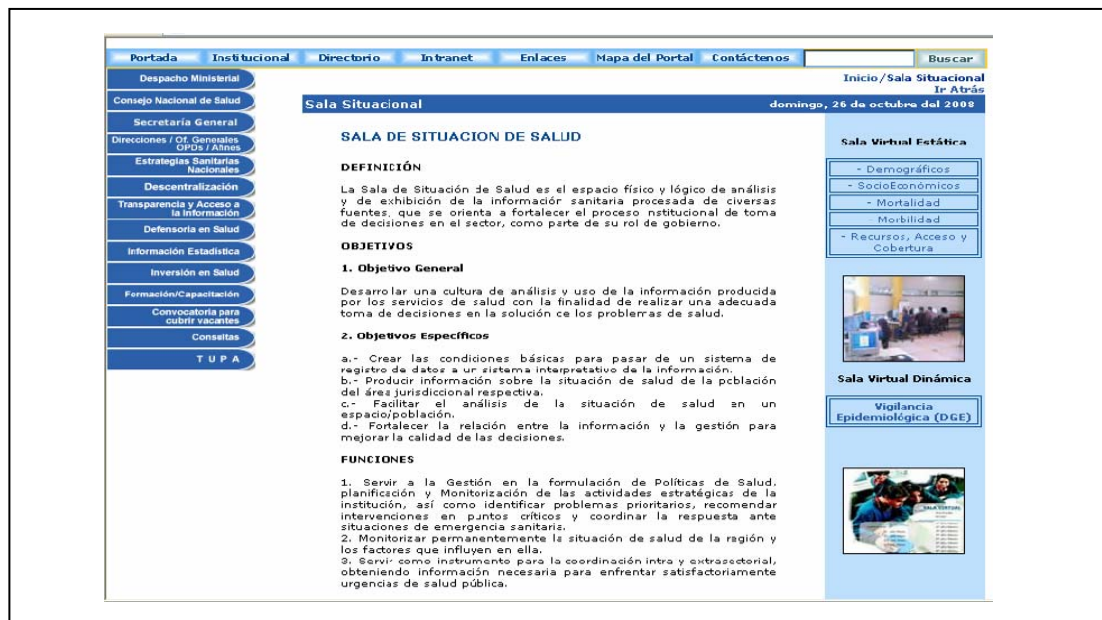 Portada Institucional Directorio Intranet Enlaces Mapa del Portal Contáctenos Buscar
Inicio/Sala Situacional
Ir Atrás
Sala Situacional domingo, 26 de octubre del 2008
Despacho Ministerial
Consejo Nacional de Salud
Secretaría General
Direcciones / Of. Generales
OPDs / Afines
Estrategias Sanitarias
Nacionales
Descentralización
Transparencia y Acceso a
la Información
Defensoria en Salud
Información Estadística
Inversión en Salud
Formación/Capacitación
Convocatoria para
cubrir vacantes
Consultas
T U P A
SALA DE SITUACION DE SALUD
DEFINICIÓN
La Sala de Situación de Salud es el espacio físico y lógico de análisis
y de exhibición de la informaciór sanitaria procesada de civersas
fuentes, que se orienta a fortalecer el proceso nstitucional de toma
de decisiones en el sector, como parte de su rol de gobierno.
OBJETIVOS
1. Objetivo General
Desarrolar una cultura de análisis y uso de la información producida
por los servicios de salud con la finalidad de realizar una adecuada
toma de decisiones en la solución ce los problemas de salud.
2. Objetivos Específicos
a.- Crear las condiciones básicas para pasar de un sistema de
registro de datos a ur sistema interpretativo de la información.
b.- Producir información sobre la situación de salud de la pcblación
del área jurisdiccional respectiva.
c.- Facilitar el análisis de la situación de salud en un
espacio/población.
d.- Fortalecer la relación entre la información y la gestión para
mejorar la calidad de las decisiones.
FUNCIONES
1. Servir a la Gestión en la formulación de Políticas de Salud,
planificación y Monitorización de las actividades estratégicas de la
institución, así como identificar problemas prioritarios, recomendar
intervenciones en puntos críticos y coordinar la respuesta ante
situaciones de emergencia sanitaria.
2. Monitorizar permanentemente la situación de salud de la región y
los factores que influyen en ella.
3. Servir como instrumento para la coordinación intra y extrasectorial,
obteniendo información necesaria para enfrentar satisfactoriamente
urgencias de salud pública.
Sala Virtual Estática
- Demográficos
- SocioEconómicos
- Mortalidad
- Morbilidad
- Recursos, Acceso y
Cobertura
Sala Virtual Dinámica
Vigilancia
Epidemiológica (DGE)
SALA VIRTUAL